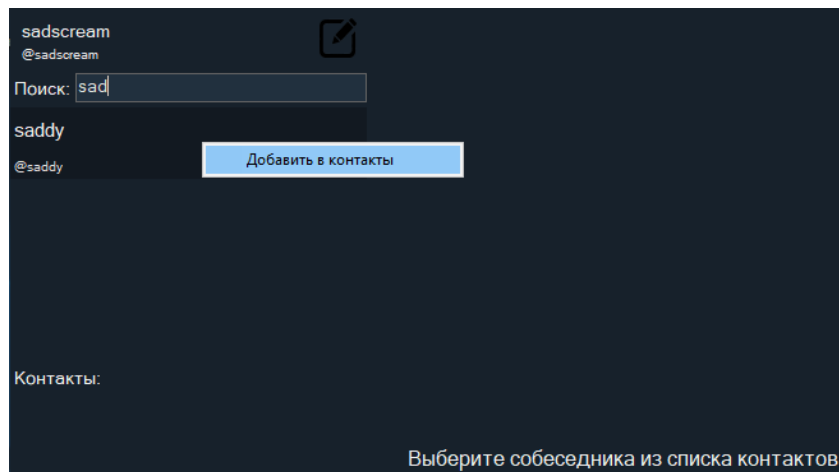 sadscream
@sadscream
Поиск: sad
saddy
@saddy
Добавить в контакты
Контакты:
Выберите собеседника из списка контактов